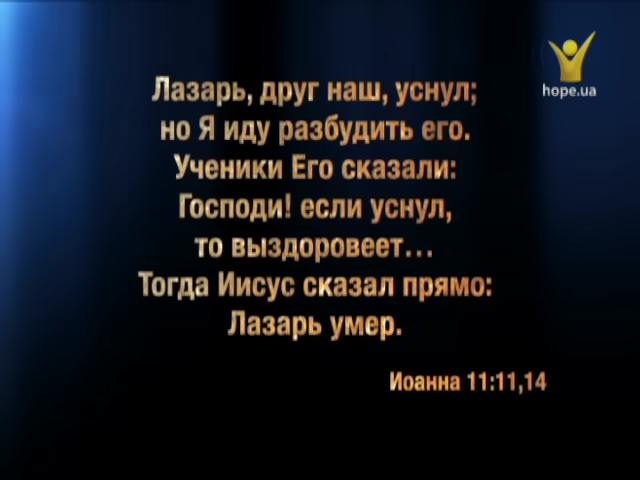 hope.ua
Лазарь, друг наш, уснул;
но Я иду разбудить его.
Ученики Его сказали:
Господи! если уснул,
то выздоровеет...
Тогда Иисус сказал прямо:
Лазарь умер.
Иоанна 11:11,14